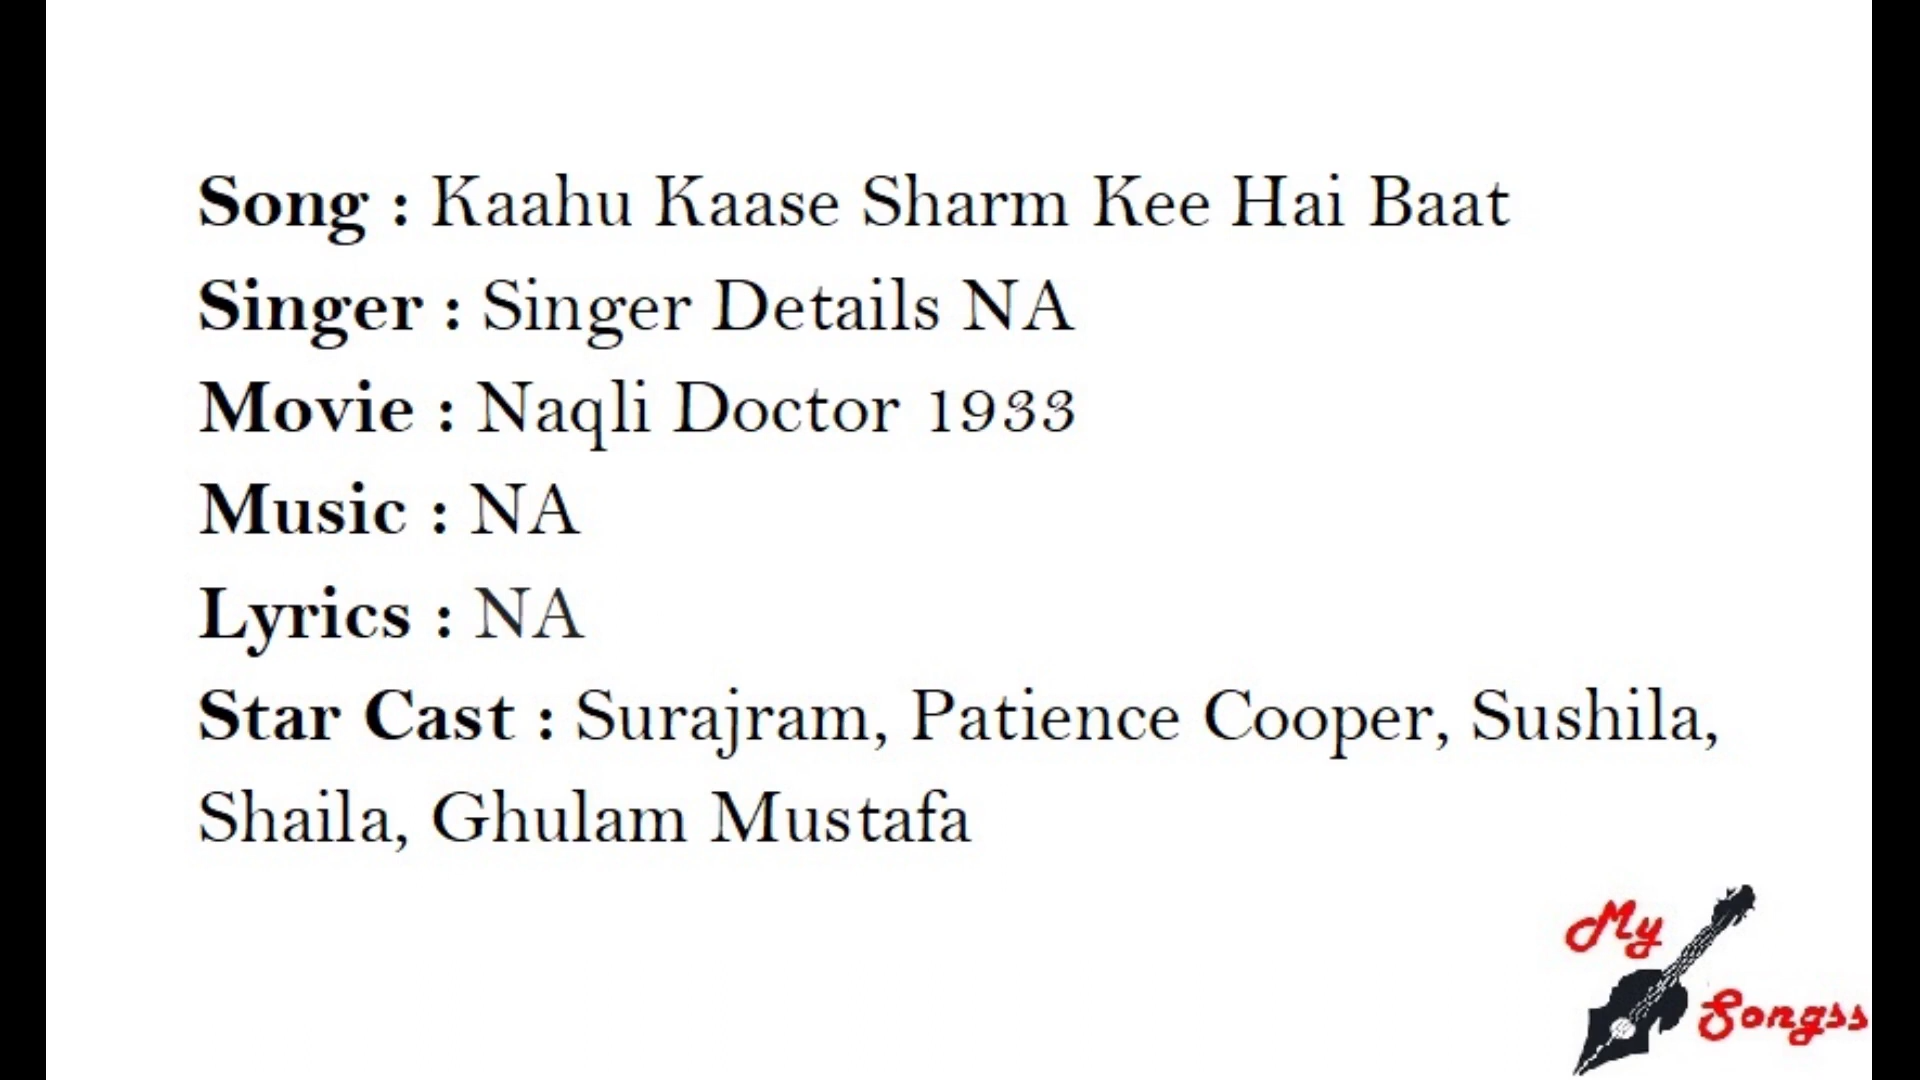 Song : Kaahu Kaase Sharm Kee Hai Baat
Singer : Singer Details NA
Movie : Naqli Doctor 1933
Music : NA
Lyrics : NA
Star Cast : Surajram, Patience Cooper, Sushila,
Shaila, Ghulam Mustafa
My
Songss